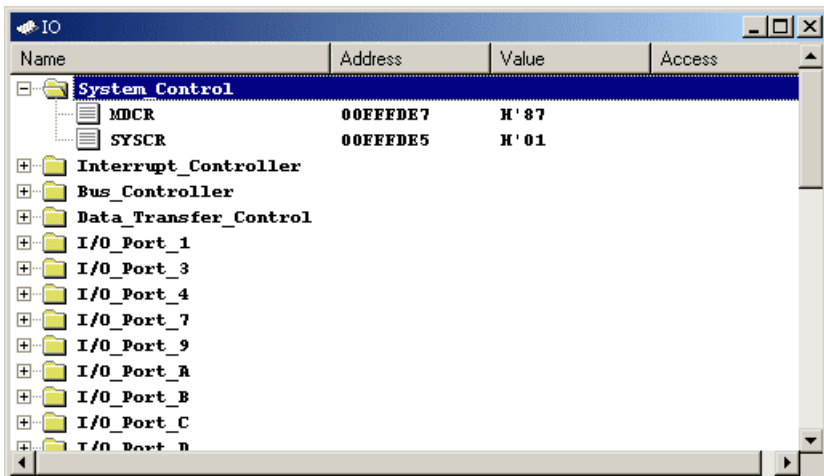 IO
Name Address Value Access
System_Control
MDCR 00FFFDE7 H'87
SYSCR 00FFFDE5 H'01
Interrupt_Controller
Bus_Controller
Data_Transfer_Control
I/O_Port_1
I/O_Port_3
I/O_Port_4
I/O_Port_7
I/O_Port_9
I/O_Port_A
I/O_Port_B
I/O_Port_C
I/O_Port_D